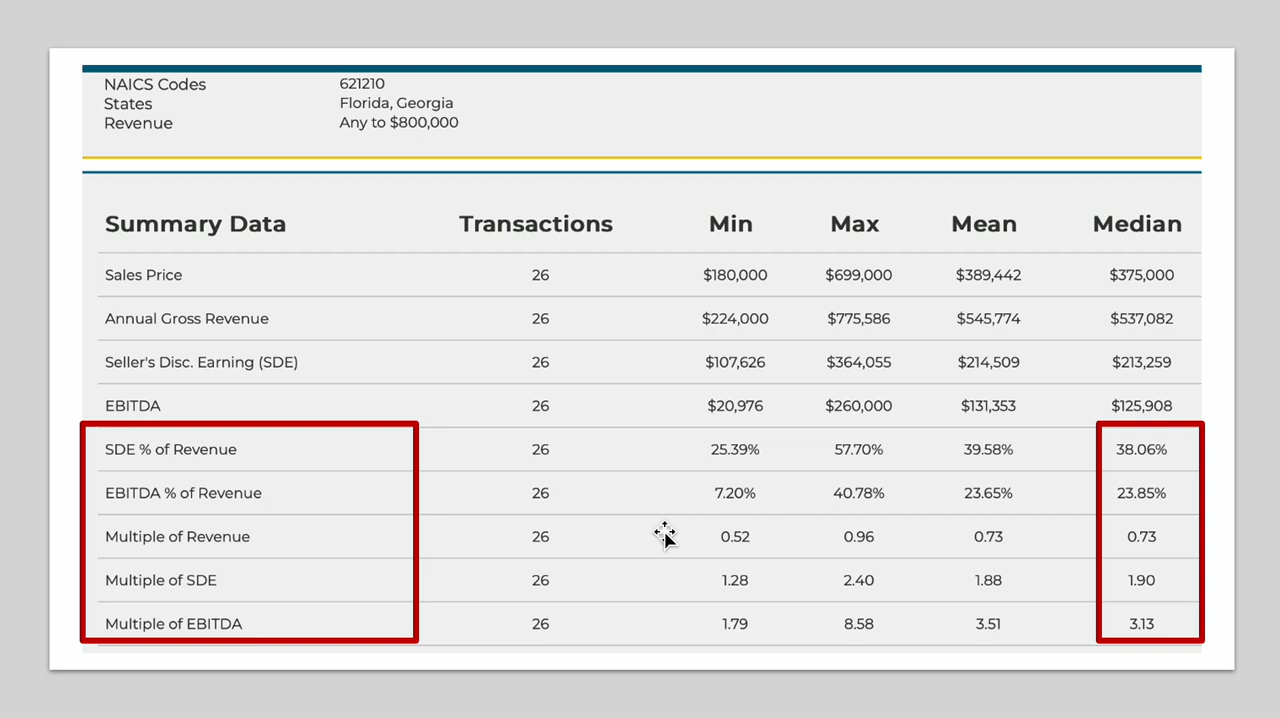 NAICS Codes 621210
States Florida, Georgia
Revenue Any to $800,000
Summary Data Transactions Min Max Mean Median
Sales Price 26 $180,000 $699,000 $389,442 $375,000
Annual Gross Revenue 26 $224,000 $775,586 $545,774 $537,082
Seller's Disc. Earning (SDE) 26 $107,626 $364,055 $214,509 $213,259
EBITDA 26 $20,976 $260,000 $131,353 $125,908
SDE % of Revenue 26 25.39% 57.70% 39.58% 38.06%
EBITDA % of Revenue 26 7.20% 40.78% 23.65% 23.85%
Multiple of Revenue 26 0.52 0.96 0.73 0.73
Multiple of SDE 26 1.28 2.40 1.88 1.90
Multiple of EBITDA 26 1.79 8.58 3.51 3.13